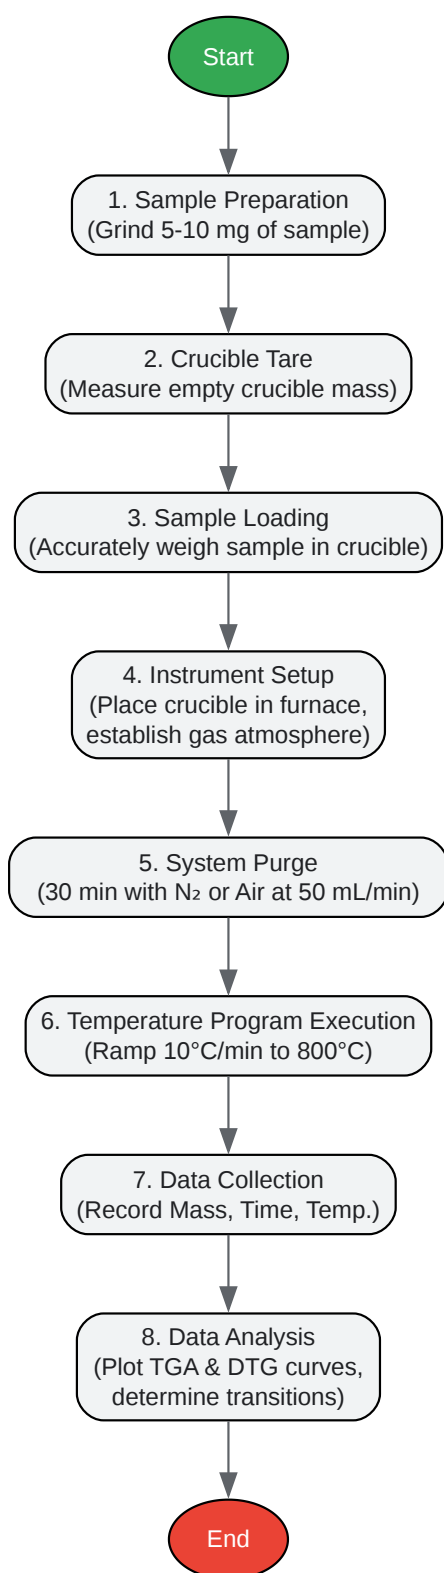 Start
1. Sample Preparation
(Grind 5-10 mg of sample)
2. Crucible Tare
(Measure empty crucible mass)
3. Sample Loading
(Accurately weigh sample in crucible)
4. Instrument Setup
(Place crucible in furnace,
establish gas atmosphere)
5. System Purge
(30 min with N₂ or Air at 50 mL/min)
6. Temperature Program Execution
(Ramp 10°C/min to 800°C)
7. Data Collection
(Record Mass, Time, Temp.)
8. Data Analysis
(Plot TGA & DTG curves,
determine transitions)
End